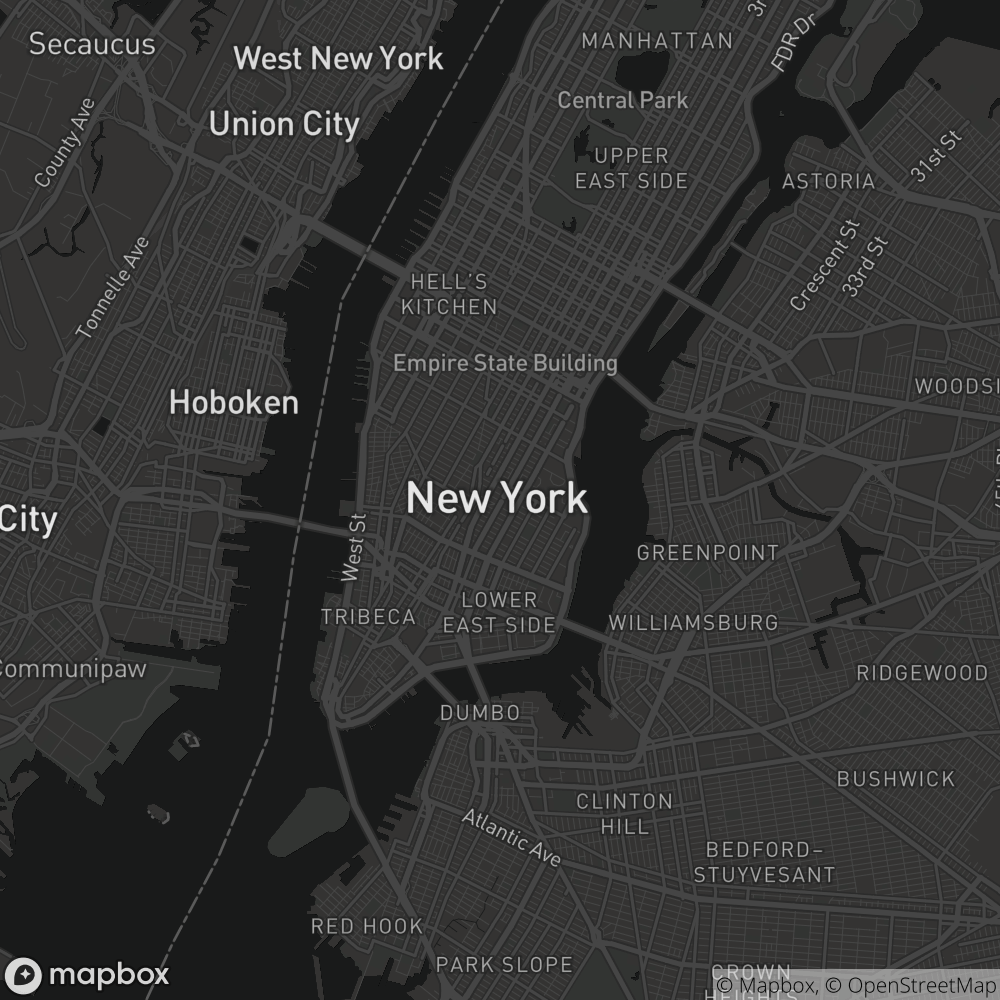 Secaucus
West New York
Union City
County Ave
Tonnelle Ave
MANHATTAN
FDR Dr
Central Park
UPPER
EAST SIDE
ASTORIA
31st St
Crescent St
33rd St
HELL'S
KITCHEN
Empire State Building
WOODSI
Hoboken
New York
City
West St
GREENPOINT
TRIBECA
LOWER
EAST SIDE
WILLIAMSBURG
Communipaw
RIDGEWOOD
DUMBO
BUSHWICK
CLINTON
HILL
Atlantic Ave
BEDFORD–
STUYVESANT
RED HOOK
PARK SLOPE
CROWN
HEIGHTS
mapbox
© Mapbox, © OpenStreetMap